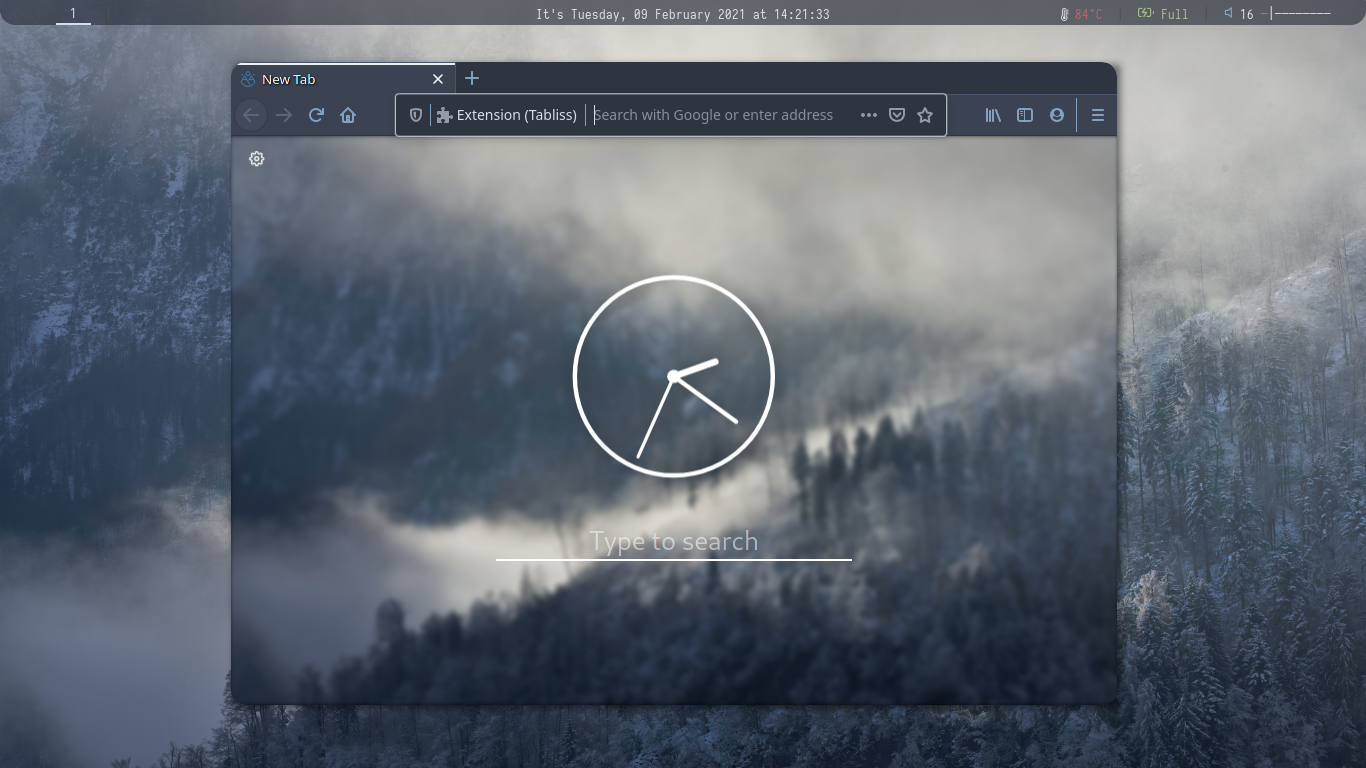 1
It's Tuesday, 09 February 2021 at 14:21:33
84°C
Full
16
New Tab
Extension (Tabliss)
Search with Google or enter address
Type to search